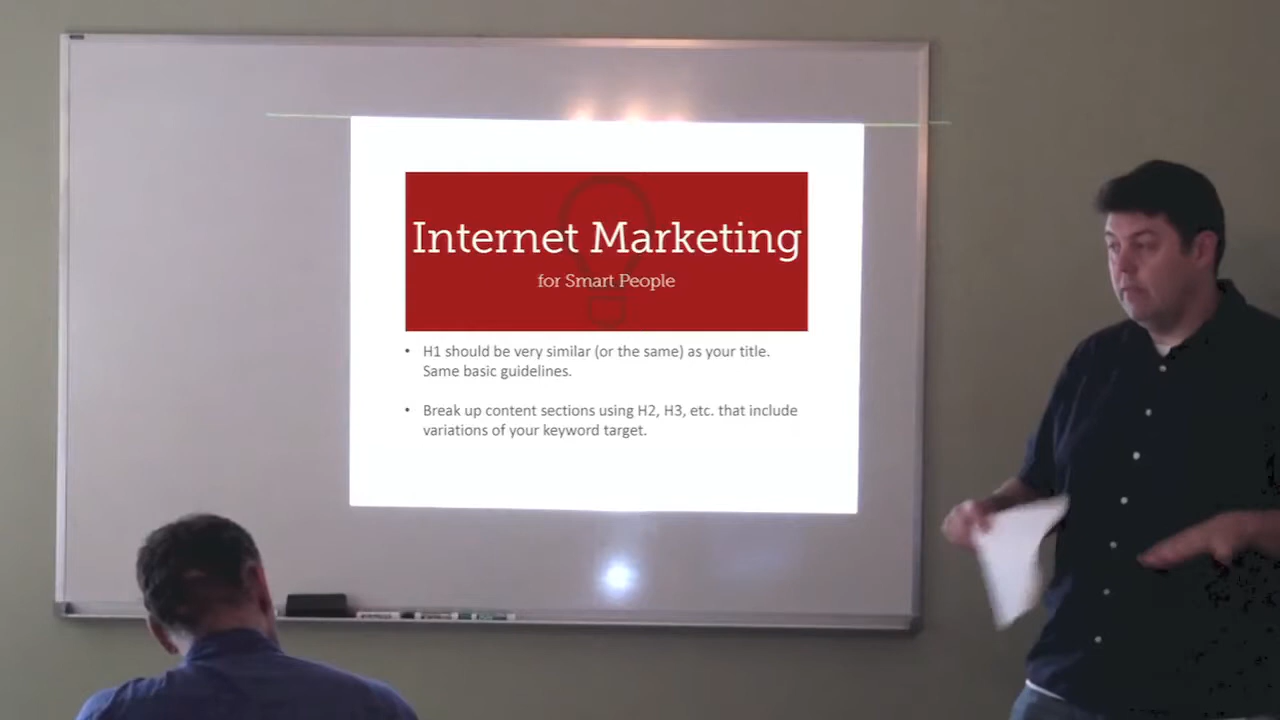 Internet Marketing
for Smart People
• H1 should be very similar (or the same) as your title.
Same basic guidelines.
• Break up content sections using H2, H3, etc. that include
variations of your keyword target.